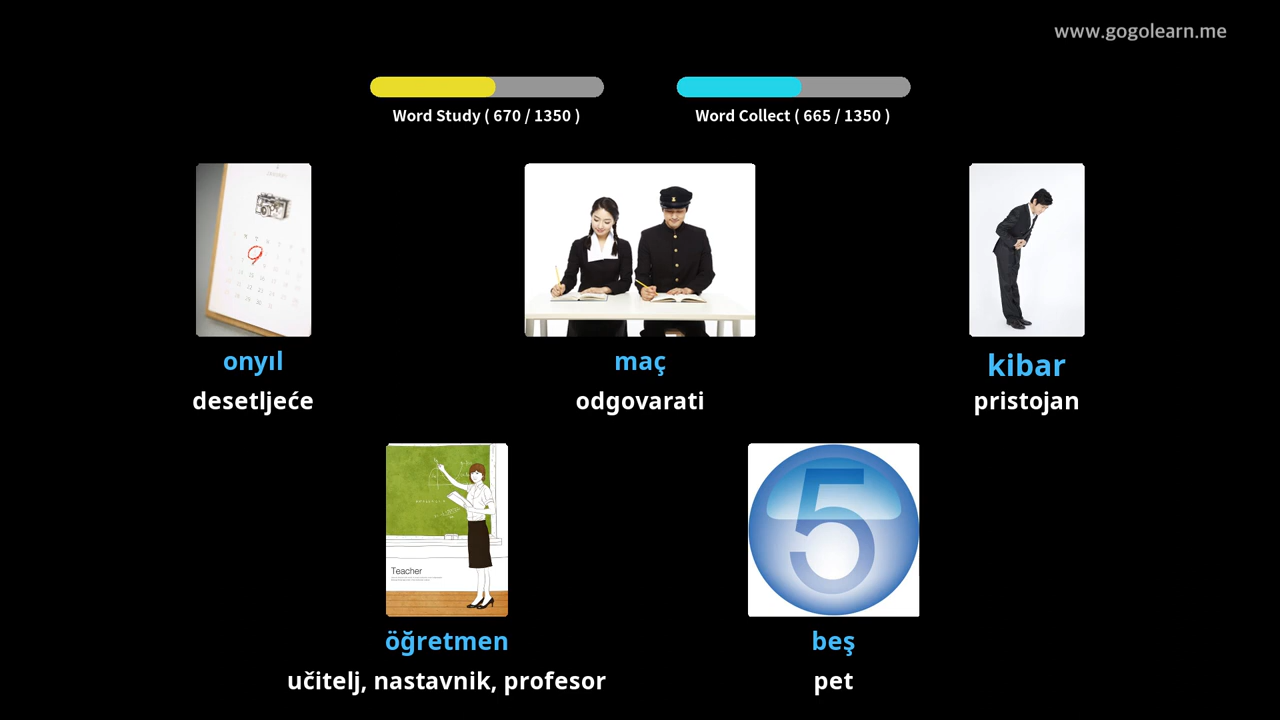 www.gogolearn.me
Word Study ( 670 / 1350 )
Word Collect ( 665 / 1350 )
onyıl
maç
kibar
desetljeće
odgovarati
pristojan
Teacher
5
öğretmen
beş
učitelj, nastavnik, profesor
pet